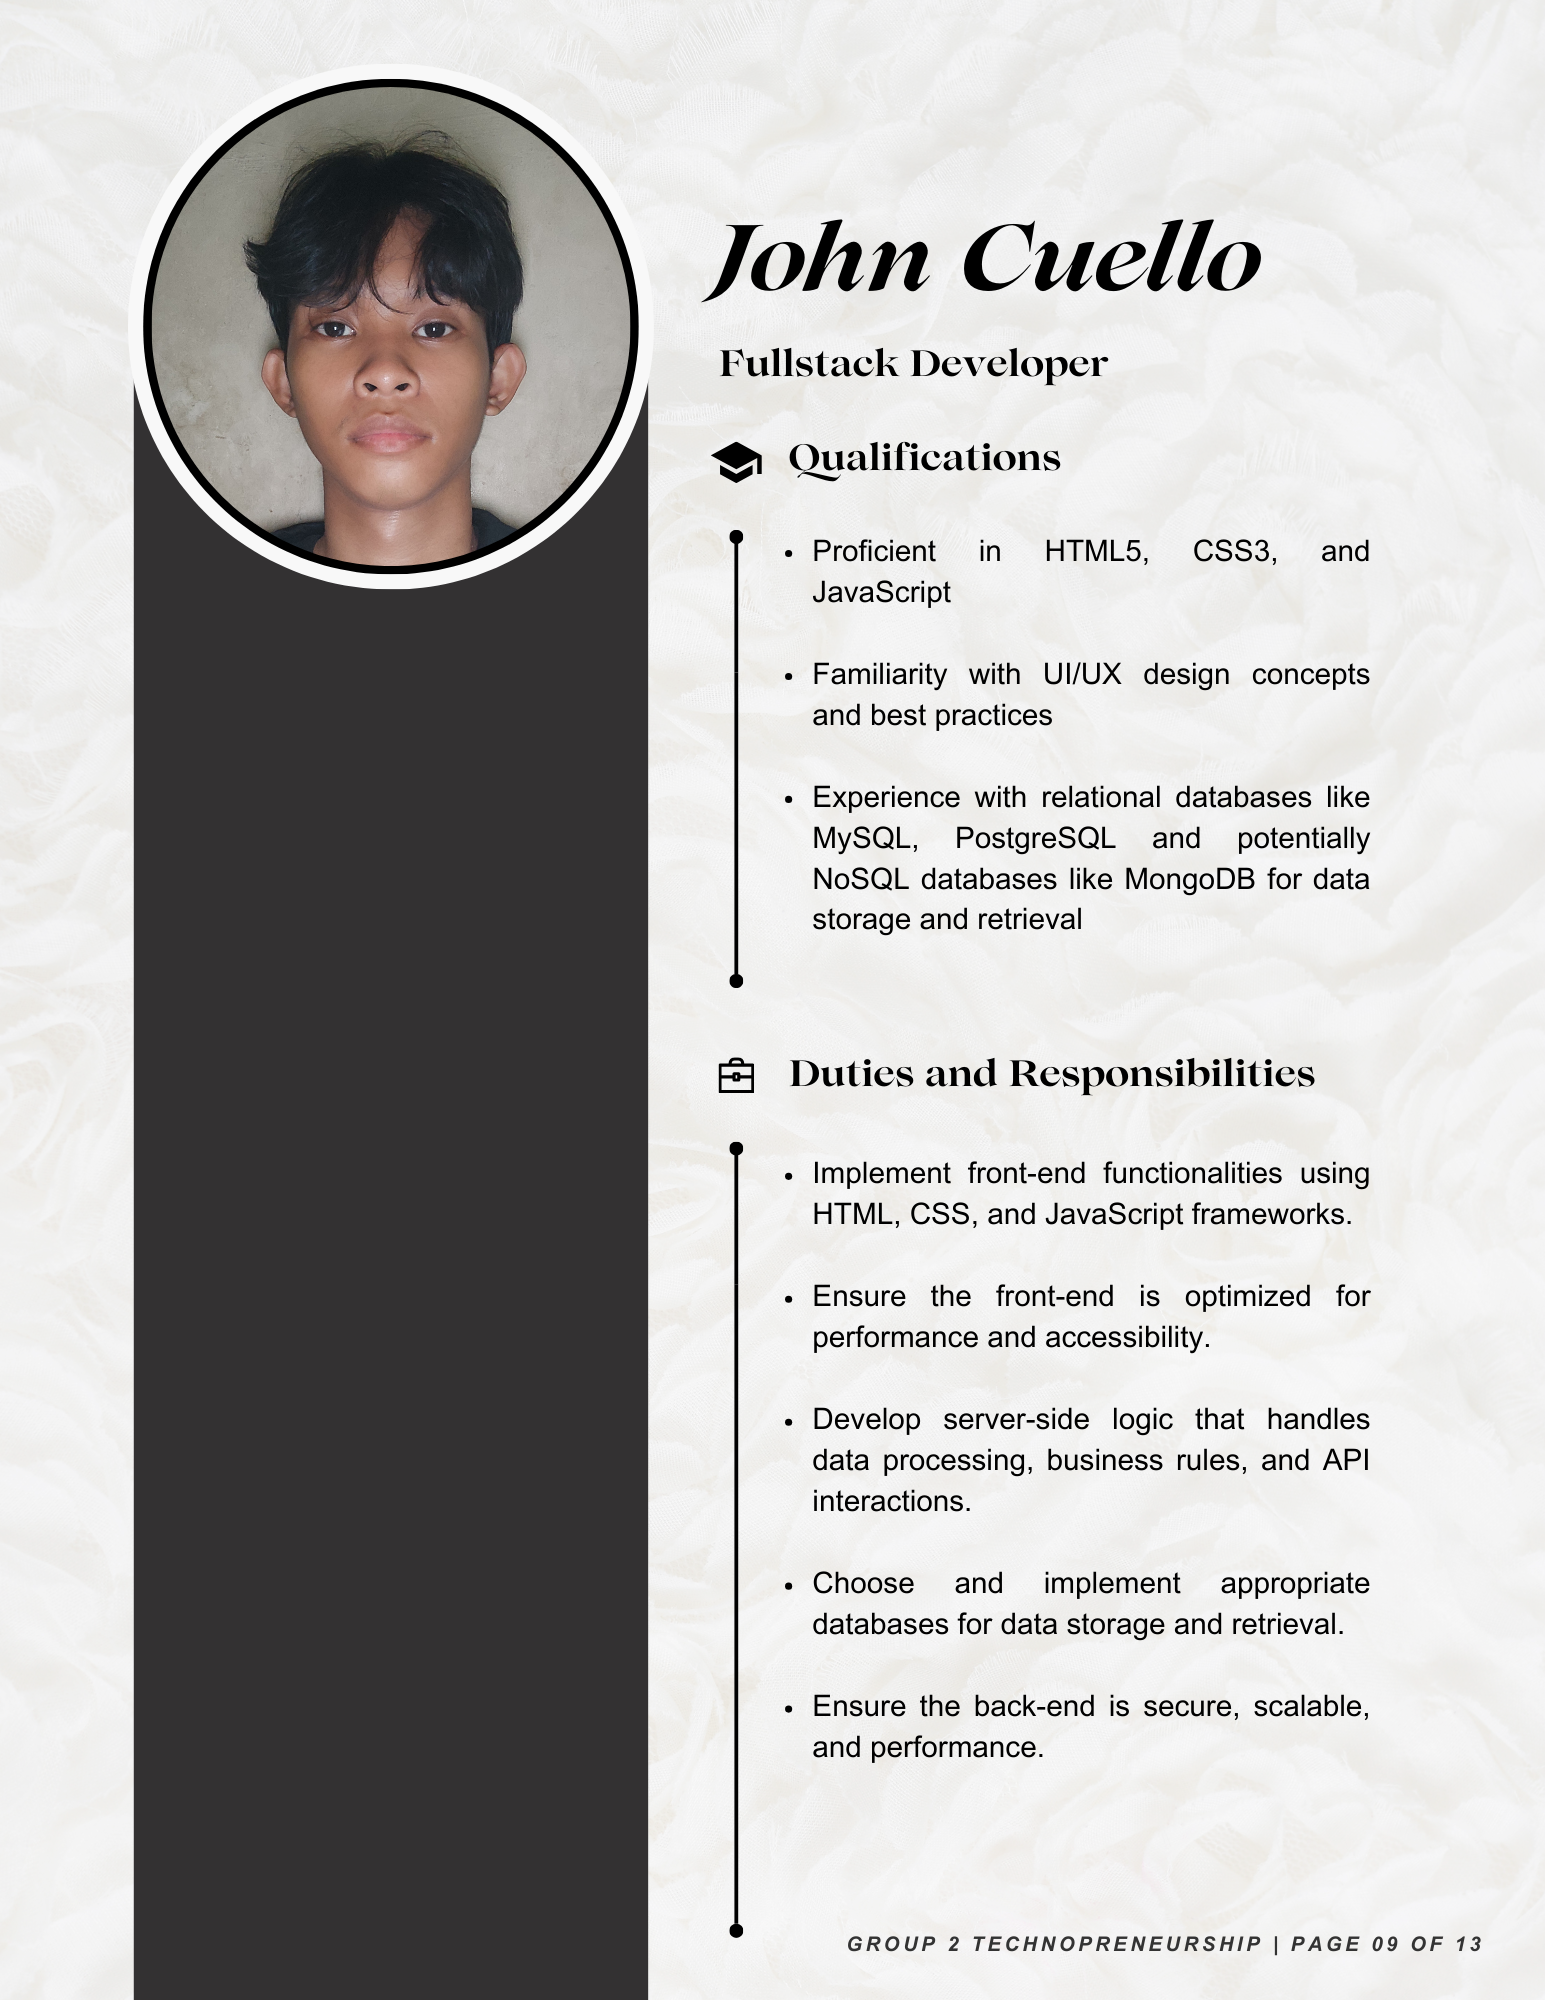 John Cuello
Fullstack Developer
Qualifications
• Proficient in HTML5, CSS3, and
JavaScript
• Familiarity with UI/UX design concepts
and best practices
• Experience with relational databases like
MySQL, PostgreSQL and potentially
NoSQL databases like MongoDB for data
storage and retrieval
Duties and Responsibilities
• Implement front-end functionalities using
HTML, CSS, and JavaScript frameworks.
• Ensure the front-end is optimized for
performance and accessibility.
• Develop server-side logic that handles
data processing, business rules, and API
interactions.
• Choose and implement appropriate
databases for data storage and retrieval.
• Ensure the back-end is secure, scalable,
and performance.
GROUP 2 TECHNOPRENEURSHIP | PAGE 09 OF 13